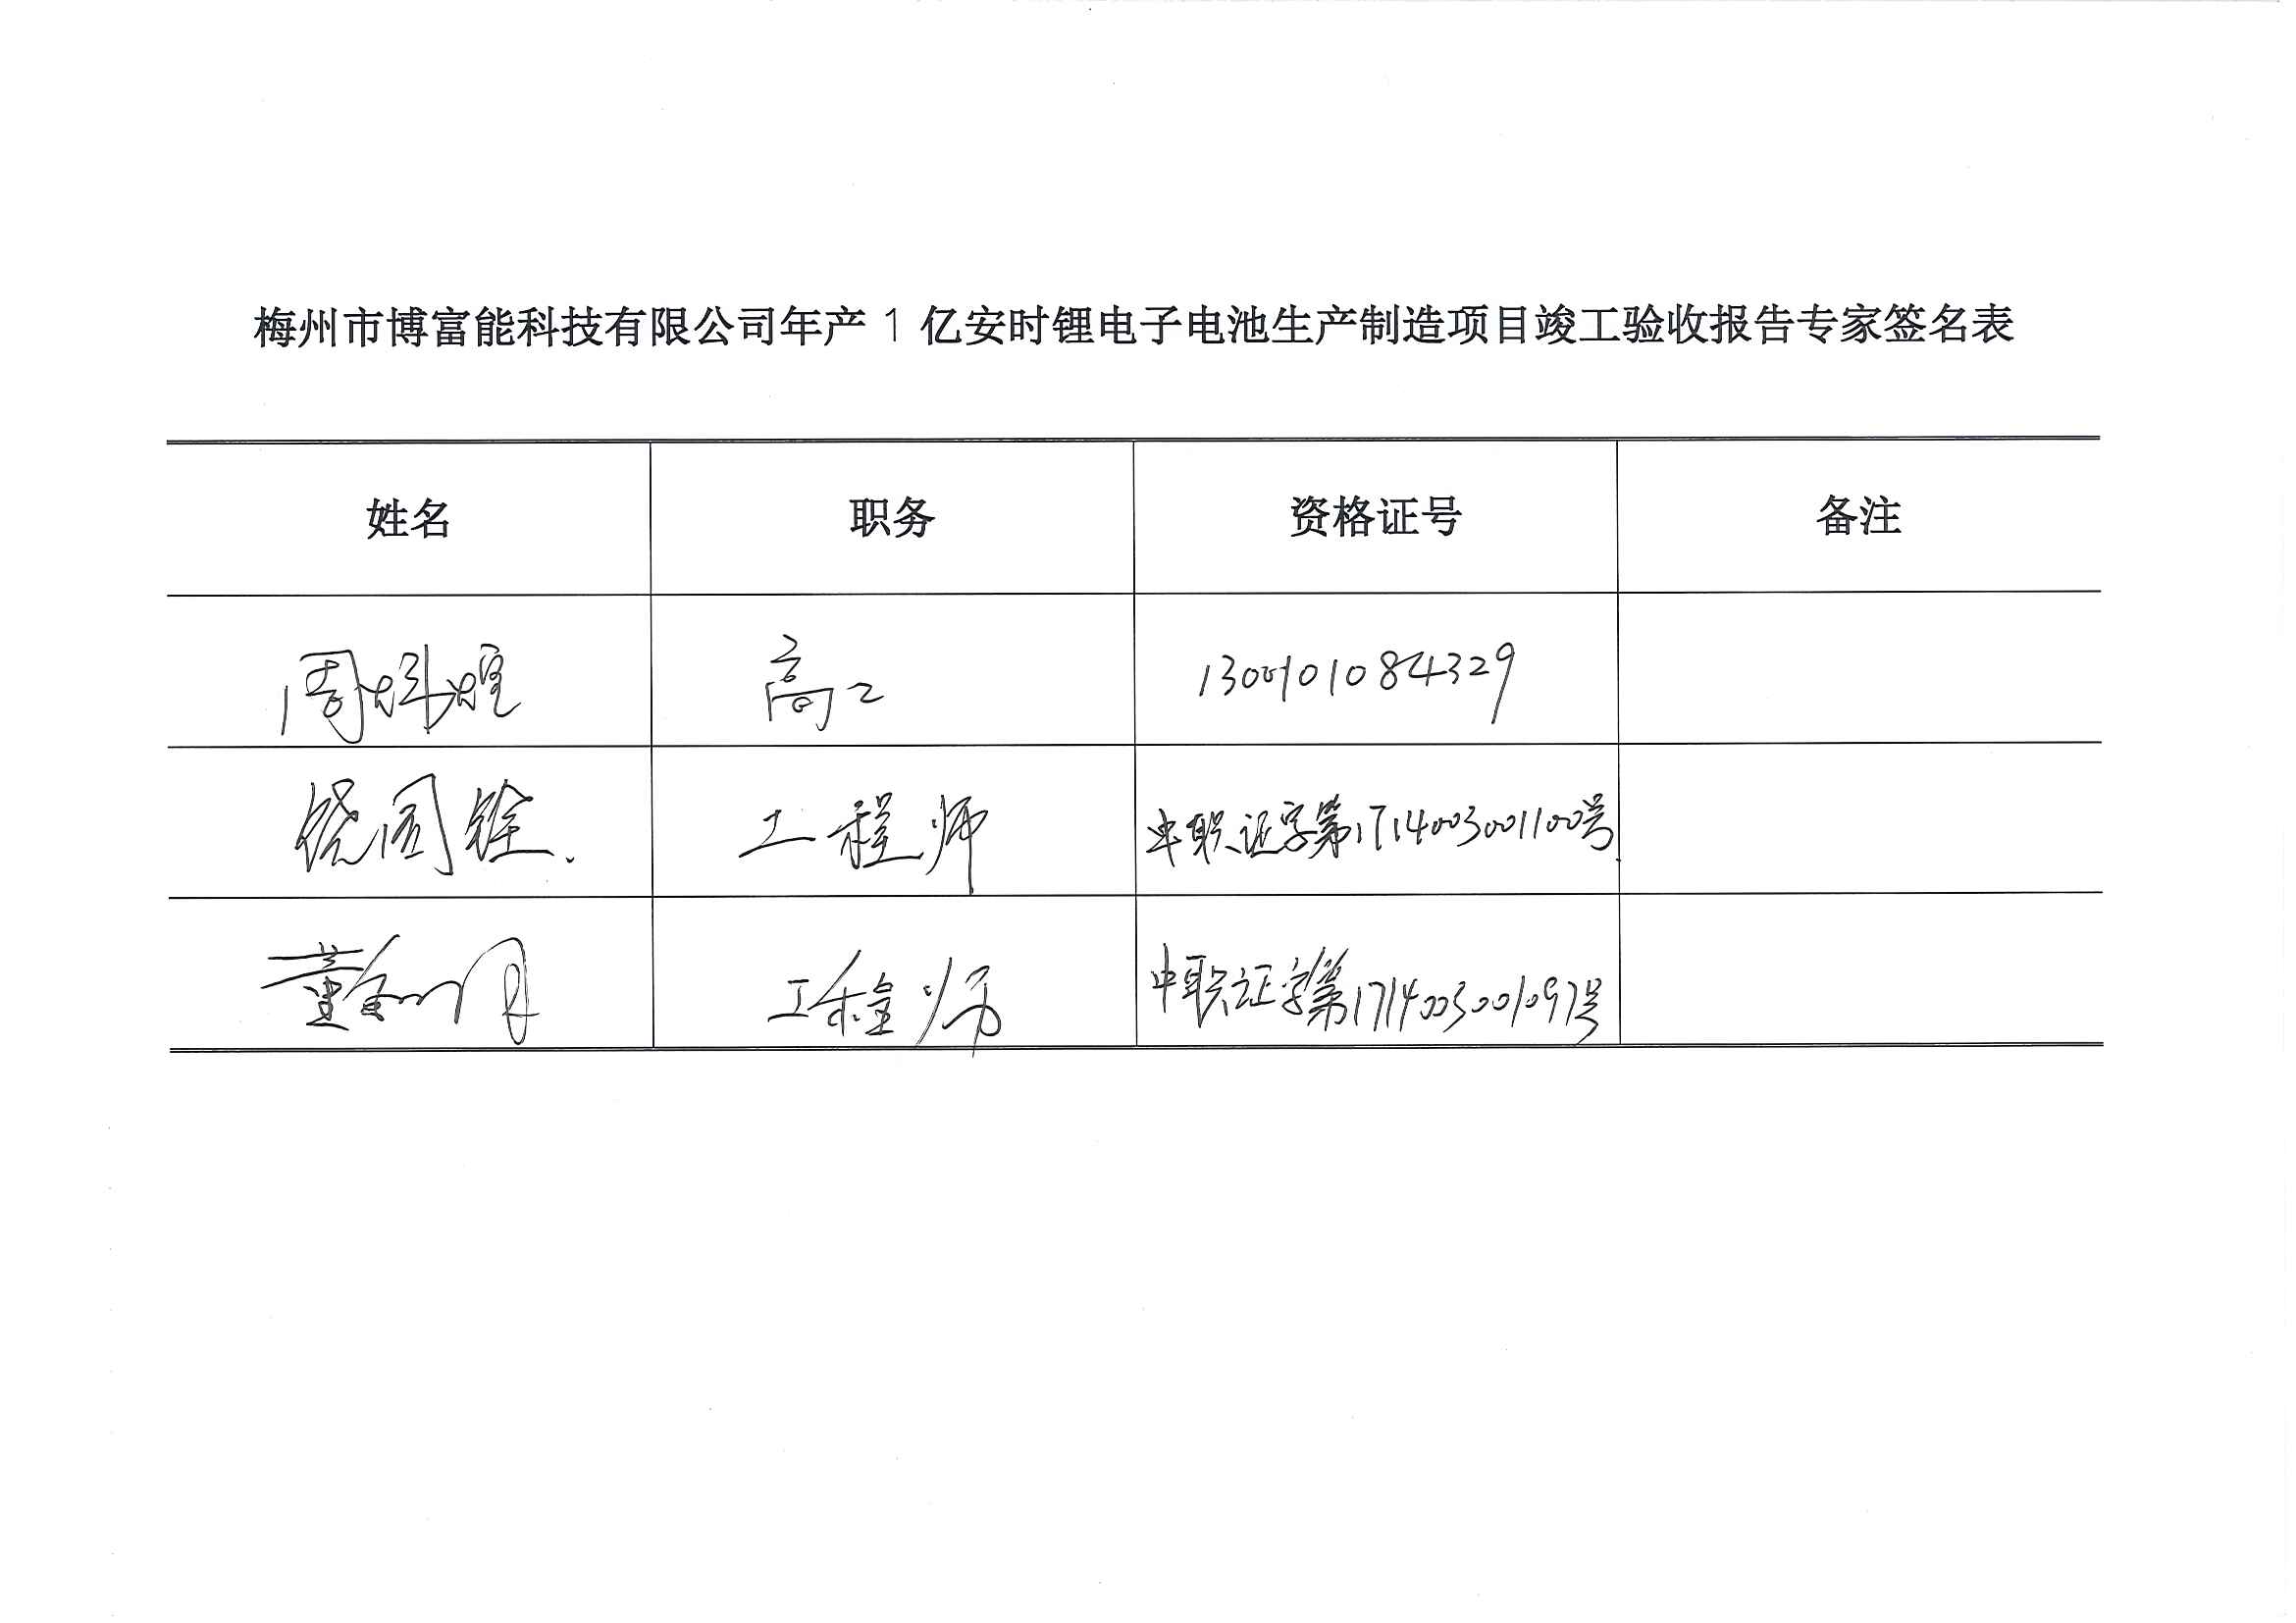 梅州市博富能科技有限公司年产1亿安时锂电子电池生产制造项目竣工验收报告专家签名表
姓名 职务 资格证号 备注
高工
工程师 中职证字第1714003001100号
工程师 中职证字第1714003001097号